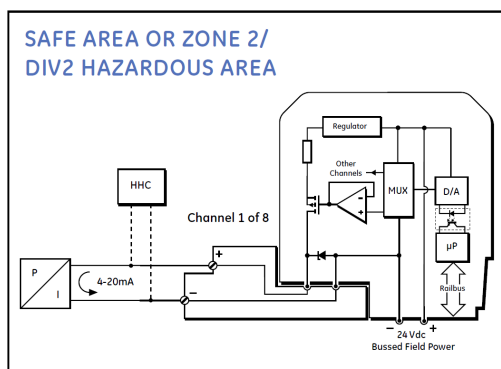 SAFE AREA OR ZONE 2/
DIV2 HAZARDOUS AREA
Regulator
Other
Channels
MUX
D/A
HHC
Channel 1 of 8
+
-
+
µP
P
I
4-20mA
+
–
Railbus
– +
24 Vdc
Bussed Field Power